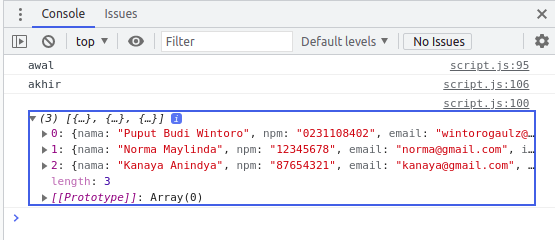 Console Issues
top Filter Default levels No Issues
awal script.js:95
akhir script.js:106
script.js:100
(3) [{…}, {…}, {…}] i
0: {nama: "Puput Budi Wintoro", npm: "0231108402", email: "wintorogaulz@…
1: {nama: "Norma Maylinda", npm: "12345678", email: "norma@gmail.com", i…
2: {nama: "Kanaya Anindya", npm: "87654321", email: "kanaya@gmail.com", …
length: 3
[[Prototype]]: Array(0)